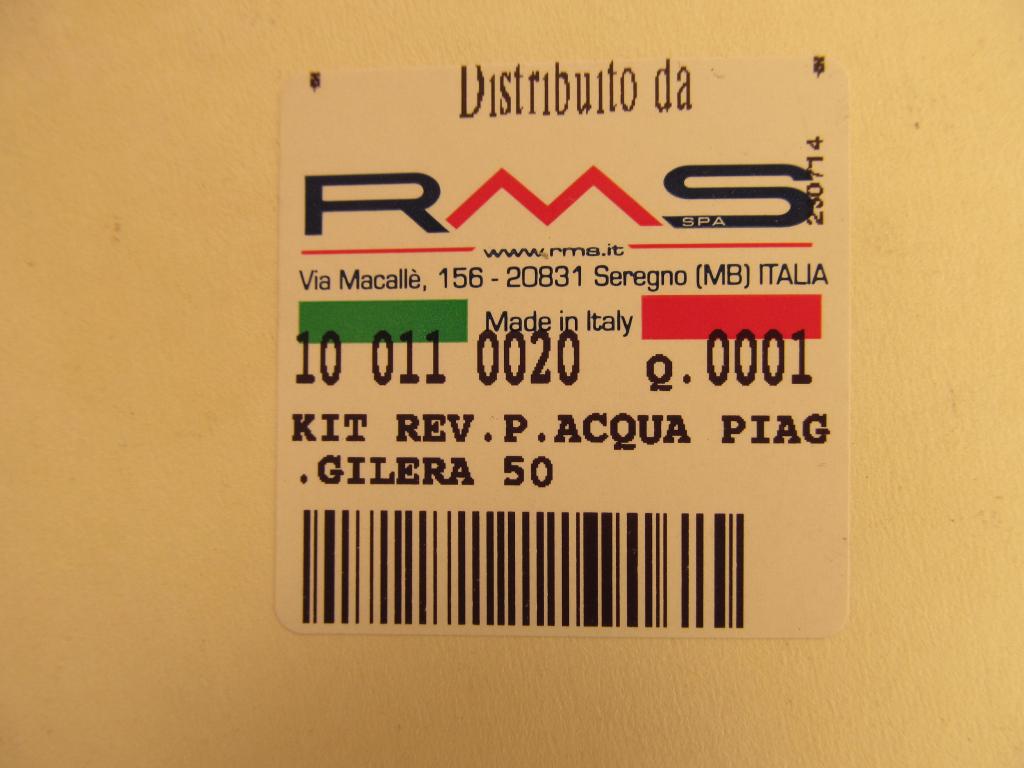 Distribuito da
RMS
SPA
230714
www.rms.it
Via Macallè, 156 - 20831 Seregno (MB) ITALIA
Made in Italy
10 011 0020 Q.0001
KIT REV.P.ACQUA PIAG
.GILERA 50